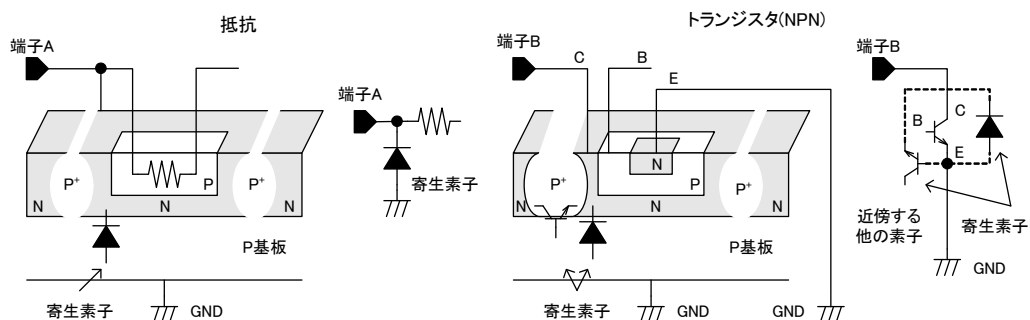 抵抗
端子A
P+
N
P
N
P+
N
P基板
寄生素子
GND
端子A
寄生素子
トランジスタ(NPN)
端子B
C
B
E
P+
N
N
P
N
P+
N
P基板
寄生素子
GND
GND
端子B
C
B
E
近傍する
他の素子
寄生素子
GND